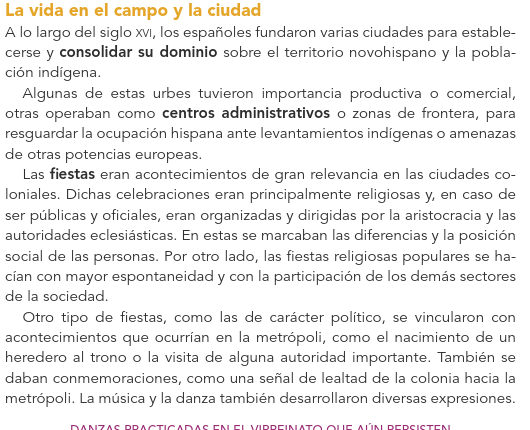 La vida en el campo y la ciudad
A lo largo del siglo XVI, los españoles fundaron varias ciudades para estable-
cerse y consolidar su dominio sobre el territorio novohispano y la pobla-
ción indígena.
Algunas de estas urbes tuvieron importancia productiva o comercial,
otras operaban como centros administrativos o zonas de frontera, para
resguardar la ocupación hispana ante levantamientos indígenas o amenazas
de otras potencias europeas.
Las fiestas eran acontecimientos de gran relevancia en las ciudades co-
loniales. Dichas celebraciones eran principalmente religiosas y, en caso de
ser públicas y oficiales, eran organizadas y dirigidas por la aristocracia y las
autoridades eclesiásticas. En estas se marcaban las diferencias y la posición
social de las personas. Por otro lado, las fiestas religiosas populares se ha-
cían con mayor espontaneidad y con la participación de los demás sectores
de la sociedad.
Otro tipo de fiestas, como las de carácter político, se vincularon con
acontecimientos que ocurrían en la metrópoli, como el nacimiento de un
heredero al trono o la visita de alguna autoridad importante. También se
daban conmemoraciones, como una señal de lealtad de la colonia hacia la
metrópoli. La música y la danza también desarrollaron diversas expresiones.
DANZAS PRACTICADAS EN EL VIRREINATO QUE AÚN PERSISTEN